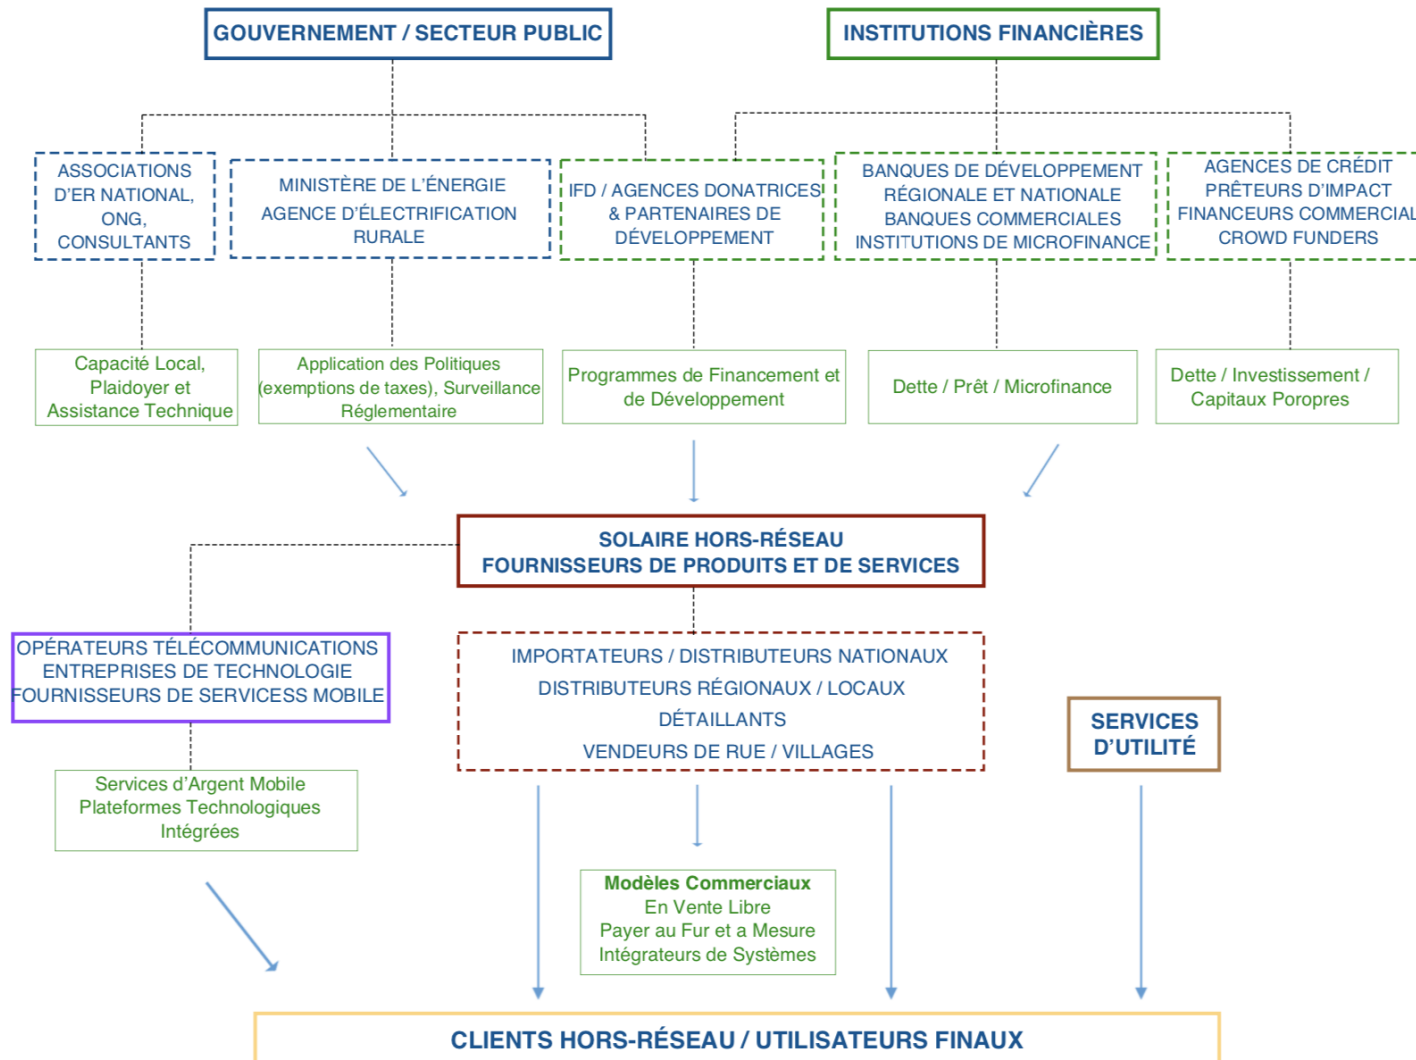 GOUVERNEMENT / SECTEUR PUBLIC
INSTITUTIONS FINANCIÈRES
ASSOCIATIONS
D'ER NATIONAL,
ONG,
CONSULTANTS
MINISTÈRE DE L'ÉNERGIE
AGENCE D'ÉLECTRIFICATION
RURALE
IFD / AGENCES DONATRICES
& PARTENAIRES DE
DÉVELOPPEMENT
BANQUES DE DÉVELOPPEMENT
RÉGIONALE ET NATIONALE
BANQUES COMMERCIALES
INSTITUTIONS DE MICROFINANCE
AGENCES DE CRÉDIT
PRÊTEURS D'IMPACT
FINANCEURS COMMERCIAL
CROWD FUNDERS
Capacité Local,
Plaidoyer et
Assistance Technique
Application des Politiques
(exemptions de taxes), Surveillance
Réglementaire
Programmes de Financement et
de Développement
Dette / Prêt / Microfinance
Dette / Investissement /
Capitaux Poropres
SOLAIRE HORS-RÉSEAU
FOURNISSEURS DE PRODUITS ET DE SERVICES
OPÉRATEURS TÉLÉCOMMUNICATIONS
ENTREPRISES DE TECHNOLOGIE
FOURNISSEURS DE SERVICESS MOBILE
IMPORTATEURS / DISTRIBUTEURS NATIONAUX
DISTRIBUTEURS RÉGIONAUX / LOCAUX
DÉTAILLANTS
VENDEURS DE RUE / VILLAGES
SERVICES
D'UTILITÉ
Services d'Argent Mobile
Plateformes Technologiques
Intégrées
Modèles Commerciaux
En Vente Libre
Payer au Fur et a Mesure
Intégrateurs de Systèmes
CLIENTS HORS-RÉSEAU / UTILISATEURS FINAUX